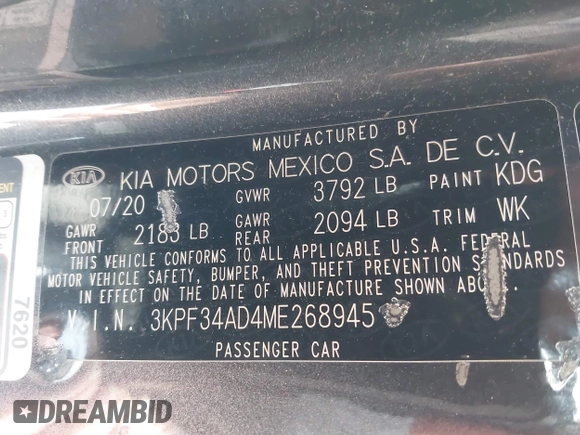 MANUFACTURED BY
KIA KIA MOTORS MEXICO S.A. DE C.V.
07/20 GVWR 3792 LB PAINT KDG
GAWR FRONT 2183 LB GAWR REAR 2094 LB TRIM WK
THIS VEHICLE CONFORMS TO ALL APPLICABLE U.S.A. FEDERAL
MOTOR VEHICLE SAFETY, BUMPER, AND THEFT PREVENTION STANDARDS
IN EFFECT ON THE DATE OF MANUFACTURE SHOWN
V.I.N. 3KPF34AD4ME268945
PASSENGER CAR
7620
DREAMBID